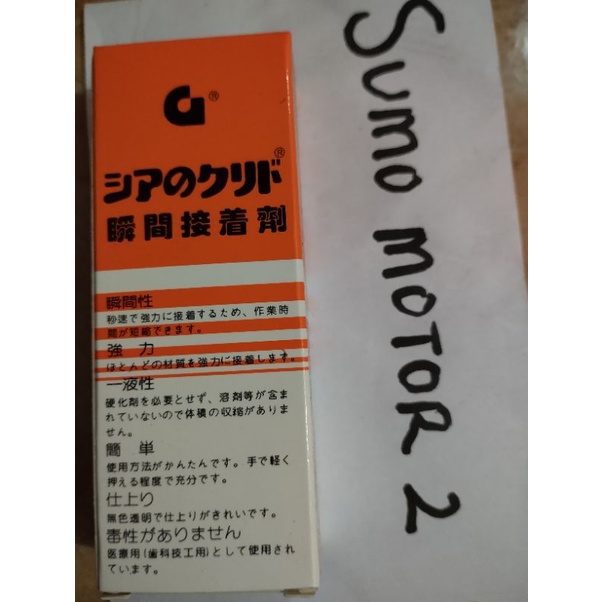 G®
シアのクリド®
瞬間接着劑
瞬間性
秒速で強力に接着するため、作業時
間が短縮できます。
強 力
ほとんどの材質を強力に接着します。
一液性
硬化剤を必要とせず、溶剤等が含ま
れていないので体積の収縮がありま
せん。
簡 単
使用方法がかんたんです。手で軽く
押える程度で充分です。
仕上り
無色透明で仕上りがきれいです。
毒性がありません
医療用(歯科技工用)として使用され
ています。
SUMO MOTOR 2